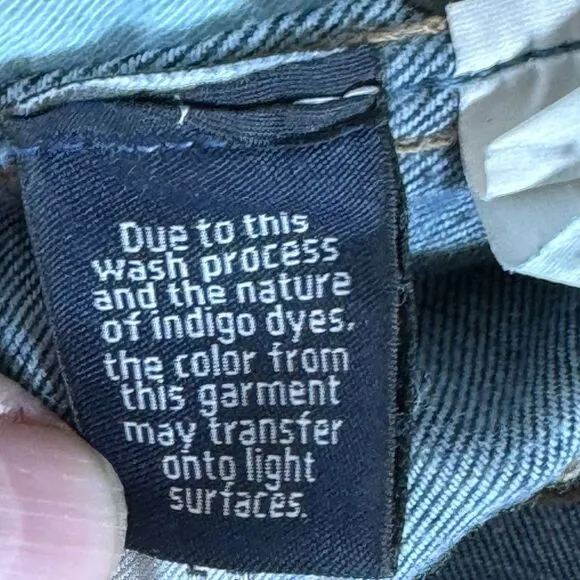 Due to this
wash process
and the nature
of indigo dyes,
the color from
this garment
may transfer
onto light
surfaces.